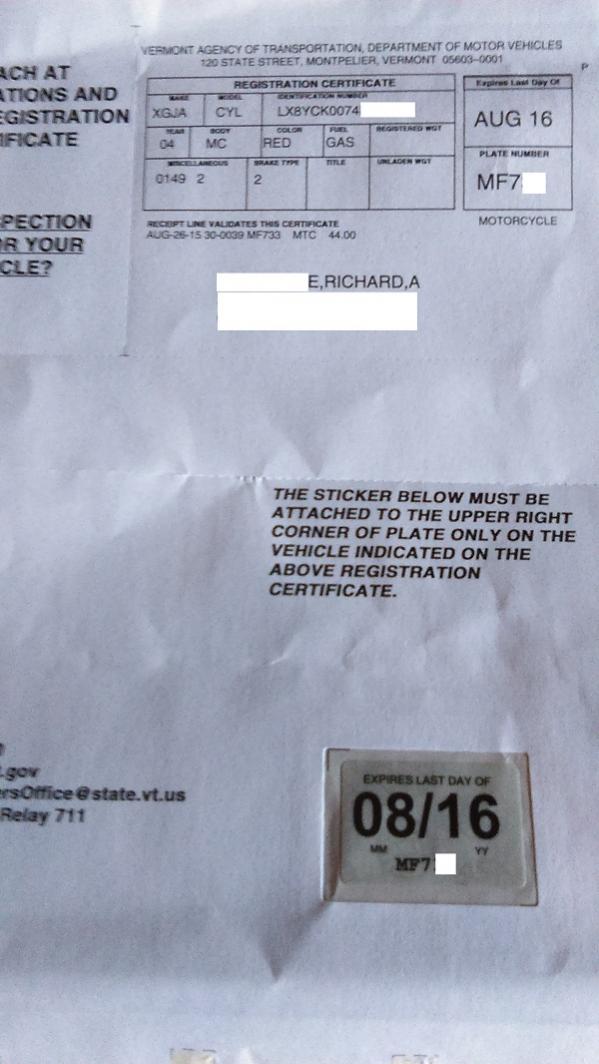 VERMONT AGENCY OF TRANSPORTATION, DEPARTMENT OF MOTOR VEHICLES
120 STATE STREET, MONTPELIER, VERMONT 05603-0001
P
ACH AT
ATIONS AND
EGISTRATION
IFICATE
PECTION
OR YOUR
CLE?
REGISTRATION CERTIFICATE
MAKE MODEL IDENTIFICATION NUMBER
XGJA CYL LX8YCK0074
YEAR BODY COLOR FUEL REGISTERED WGT
04 MC RED GAS
MISCELLANEOUS BRAKE TYPE TITLE UNLADEN WGT
0149 2 2
Expires Last Day Of
AUG 16
PLATE NUMBER
MF7
MOTORCYCLE
RECEIPT LINE VALIDATES THIS CERTIFICATE
AUG-26-15 30-0039 MF733 MTC 44.00
E,RICHARD,A
THE STICKER BELOW MUST BE
ATTACHED TO THE UPPER RIGHT
CORNER OF PLATE ONLY ON THE
VEHICLE INDICATED ON THE
ABOVE REGISTRATION
CERTIFICATE.
.gov
ersOffice@state.vt.us
Relay 711
EXPIRES LAST DAY OF
08/16
MM YY
MF7